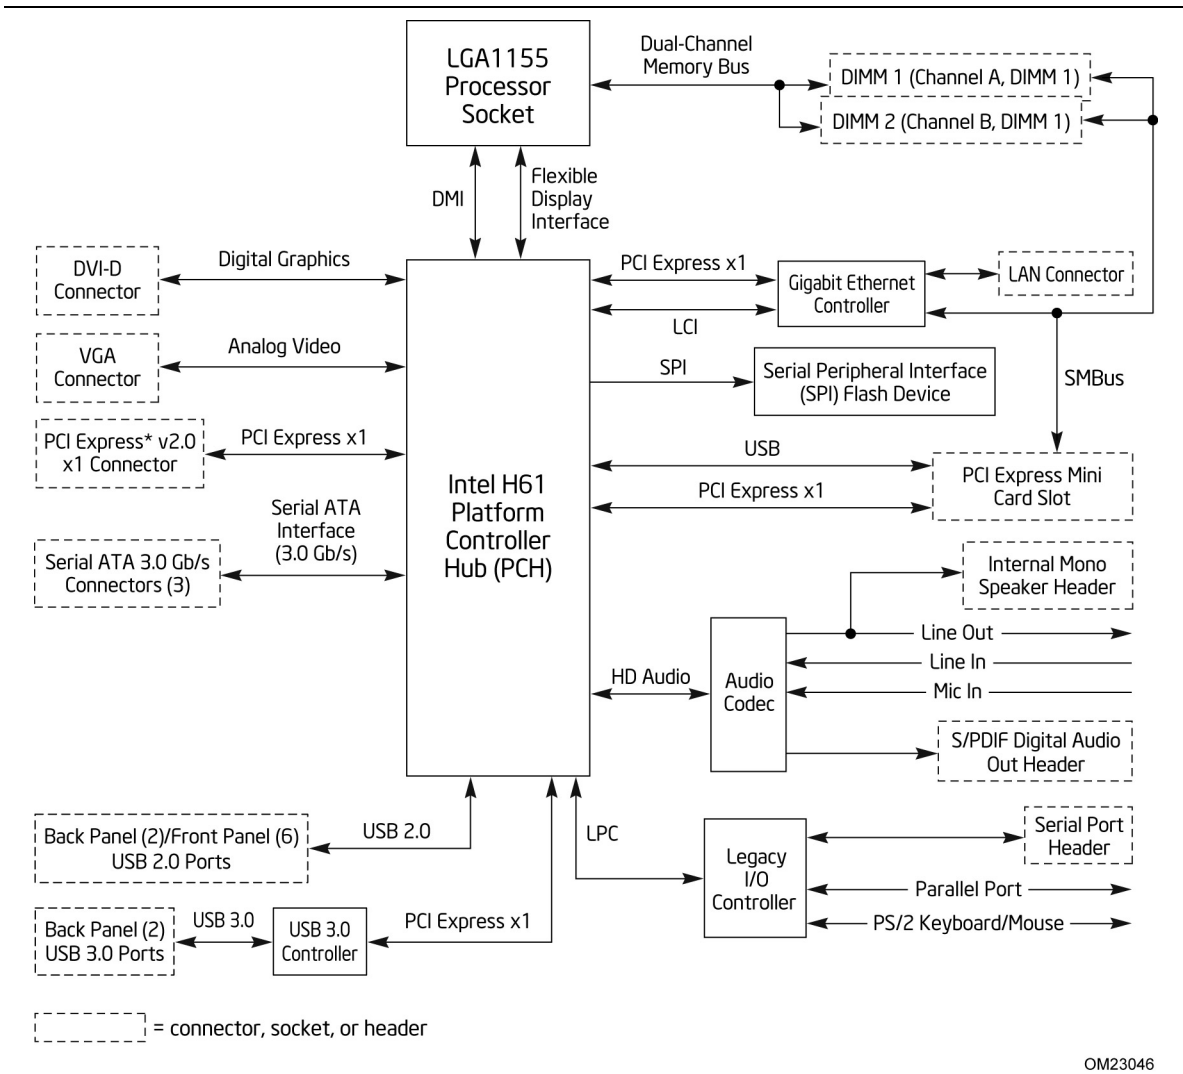 LGA1155
Processor
Socket
Dual-Channel
Memory Bus
DIMM 1 (Channel A, DIMM 1)
DIMM 2 (Channel B, DIMM 1)
DMI
Flexible
Display
Interface
DVI-D
Connector
Digital Graphics
VGA
Connector
Analog Video
PCI Express* v2.0
x1 Connector
PCI Express x1
Serial ATA
Interface
(3.0 Gb/s)
Serial ATA 3.0 Gb/s
Connectors (3)
Intel H61
Platform
Controller
Hub (PCH)
PCI Express x1
LCI
Gigabit Ethernet
Controller
LAN Connector
SPI
Serial Peripheral Interface
(SPI) Flash Device
SMBus
USB
PCI Express x1
PCI Express Mini
Card Slot
Internal Mono
Speaker Header
HD Audio
Audio
Codec
Line Out
Line In
Mic In
S/PDIF Digital Audio
Out Header
Back Panel (2)/Front Panel (6)
USB 2.0 Ports
USB 2.0
LPC
Legacy
I/O
Controller
Serial Port
Header
Parallel Port
PS/2 Keyboard/Mouse
Back Panel (2)
USB 3.0 Ports
USB 3.0
USB 3.0
Controller
PCI Express x1
= connector, socket, or header
OM23046